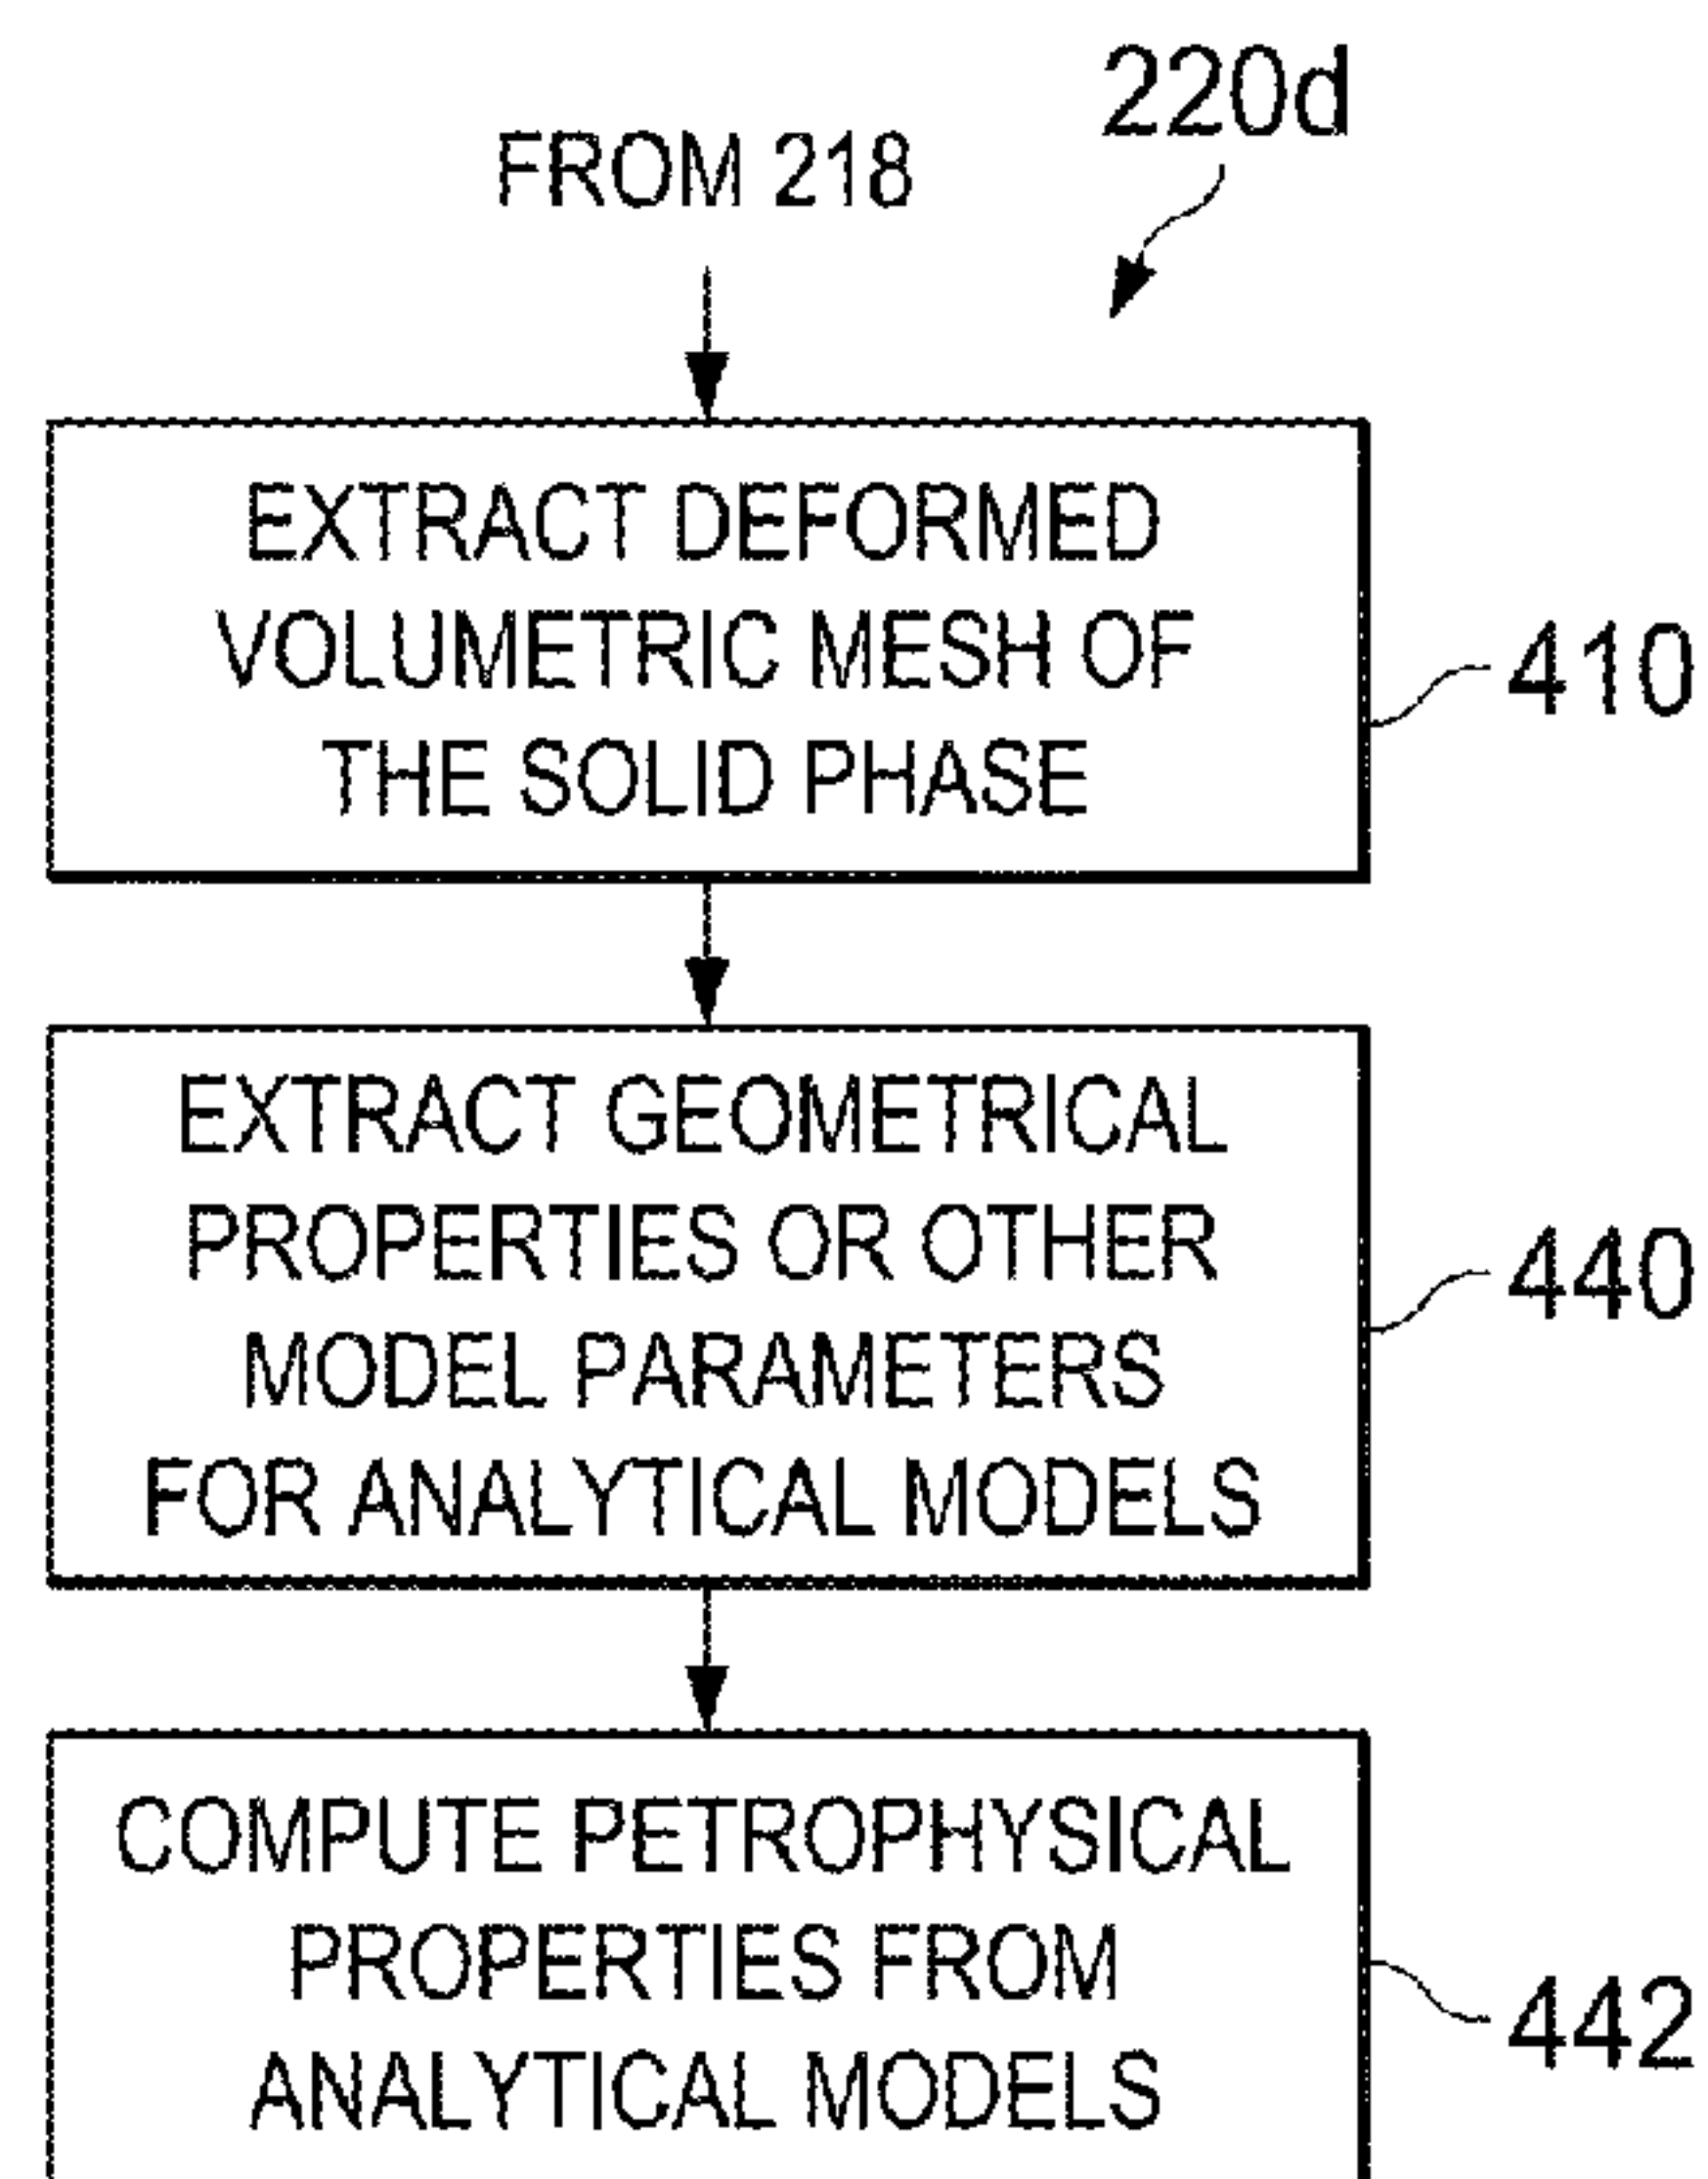 220d
FROM 218
EXTRACT DEFORMED
VOLUMETRIC MESH OF
THE SOLID PHASE
410
EXTRACT GEOMETRICAL
PROPERTIES OR OTHER
MODEL PARAMETERS
FOR ANALYTICAL MODELS
440
COMPUTE PETROPHYSICAL
PROPERTIES FROM
ANALYTICAL MODELS
442